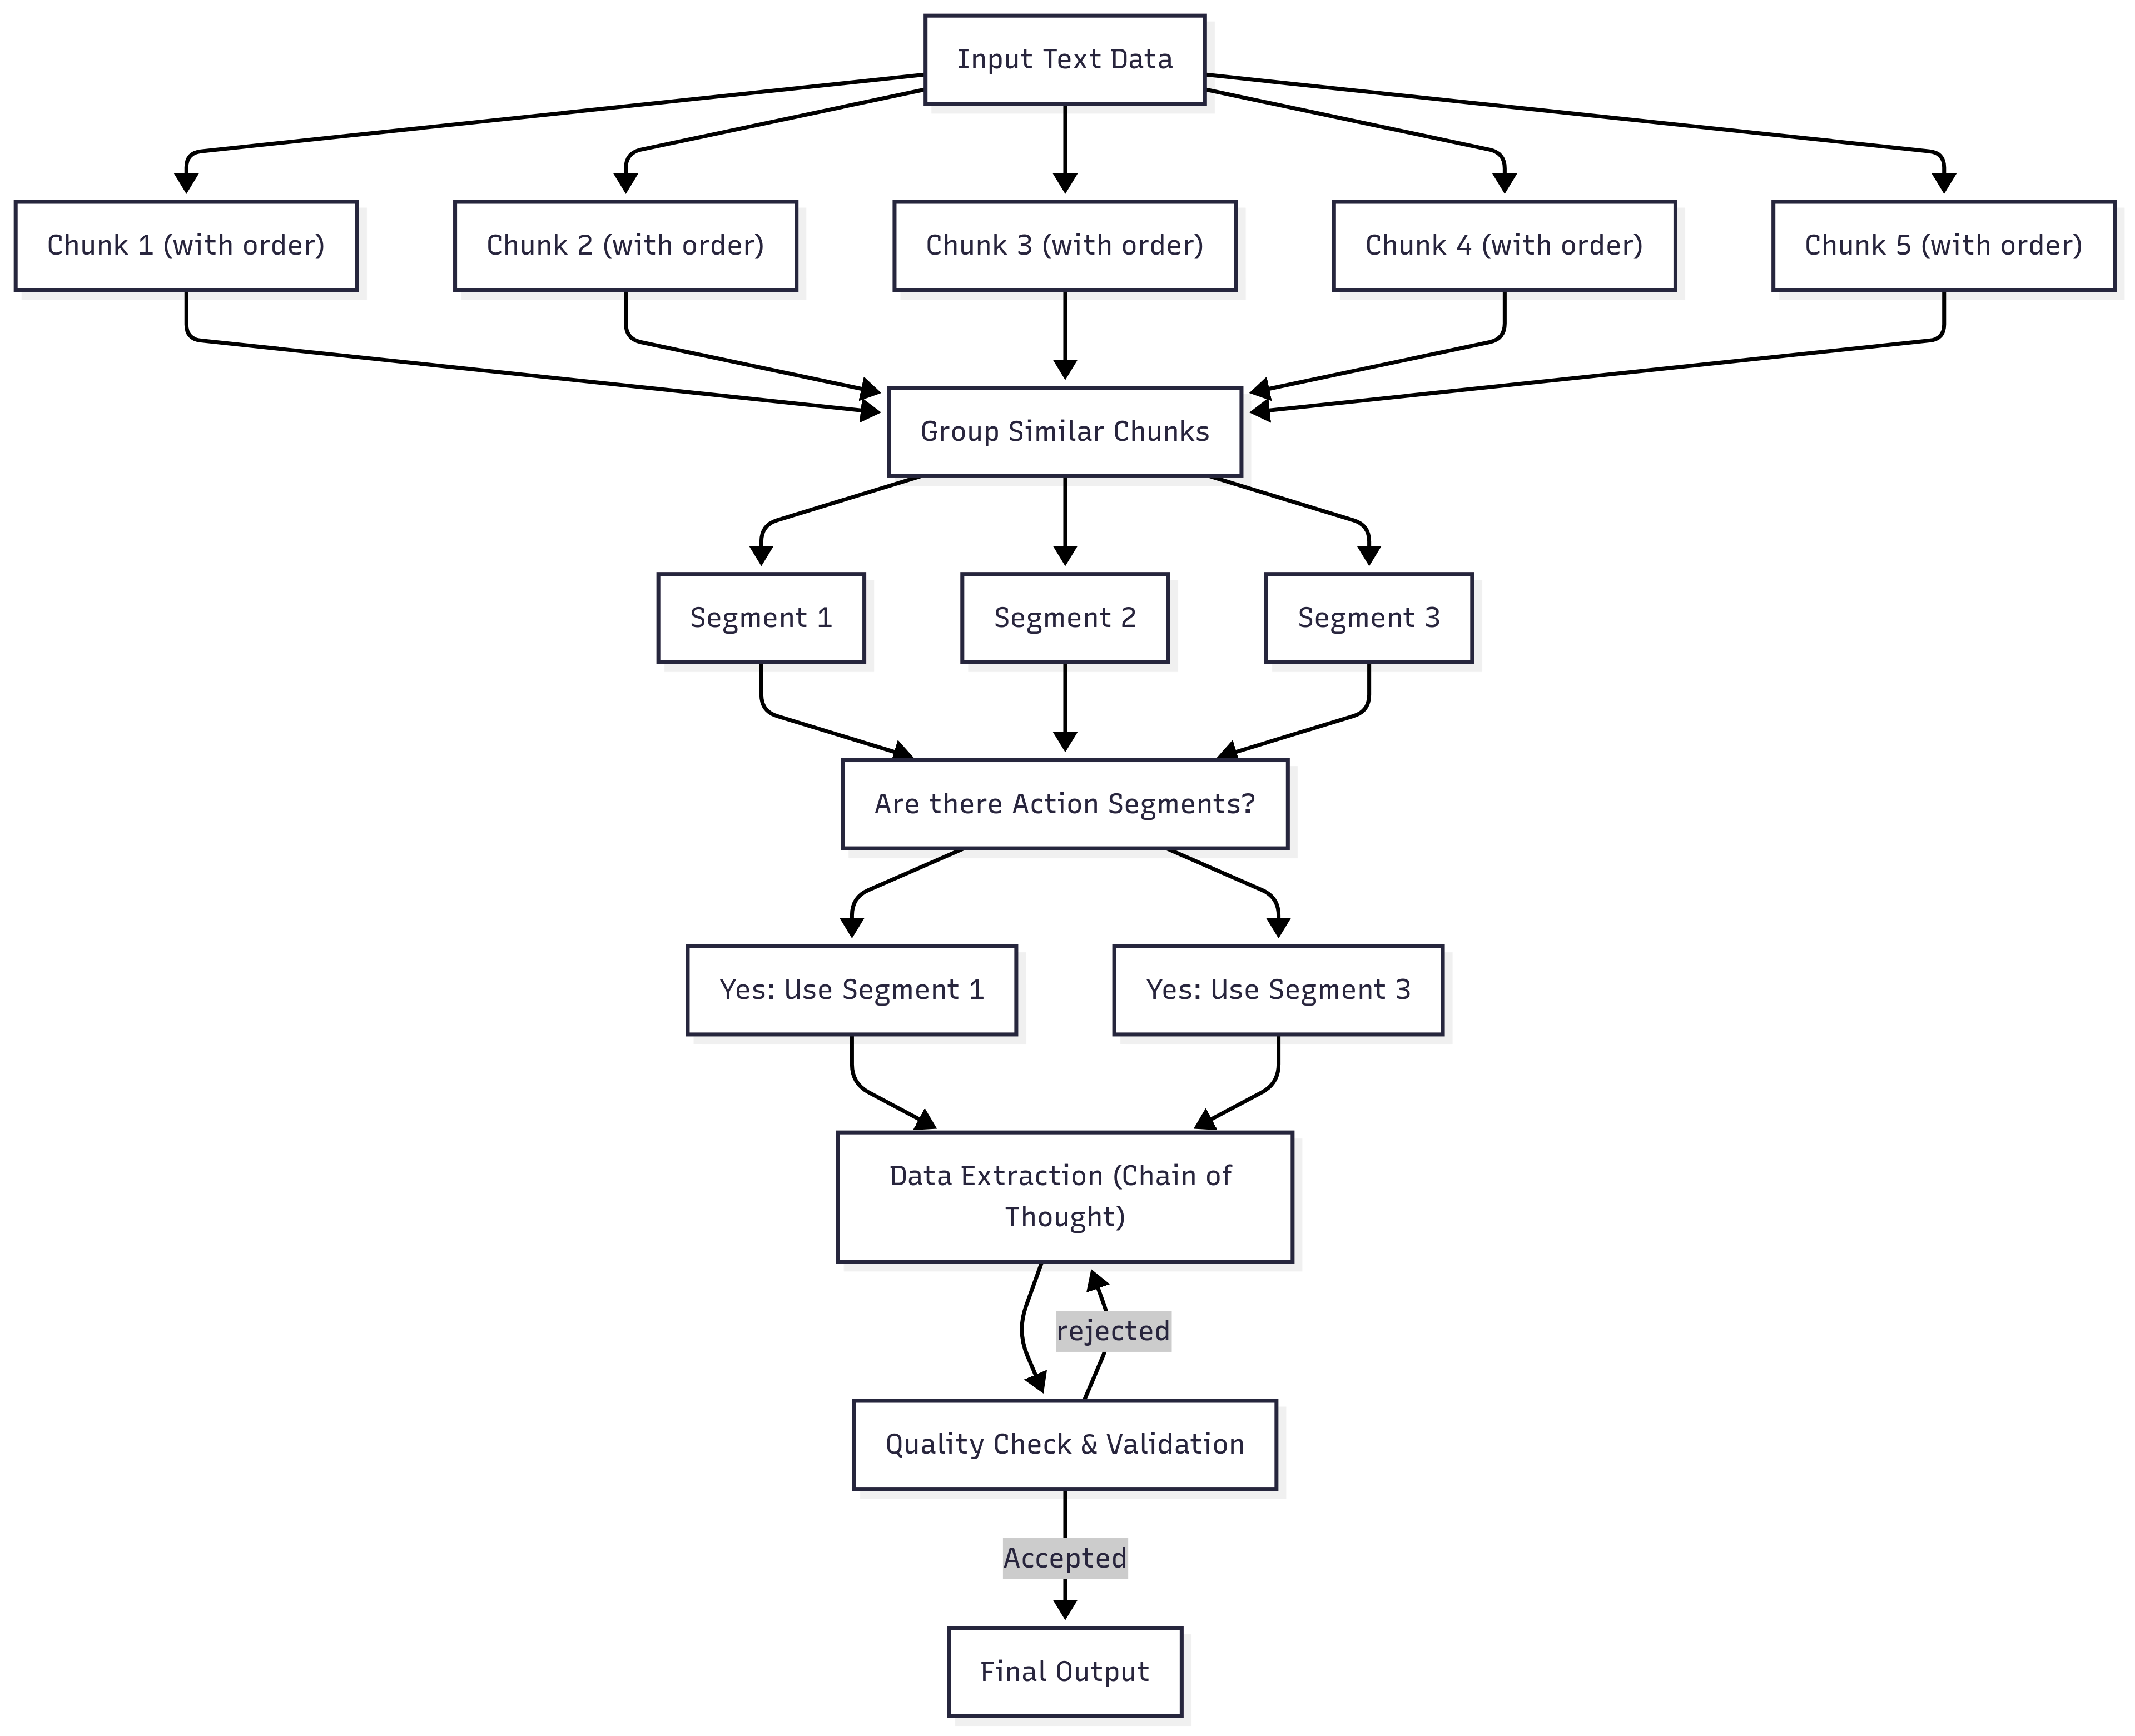 Input Text Data
Chunk 1 (with order)
Chunk 2 (with order)
Chunk 3 (with order)
Chunk 4 (with order)
Chunk 5 (with order)
Group Similar Chunks
Segment 1
Segment 2
Segment 3
Are there Action Segments?
Yes: Use Segment 1
Yes: Use Segment 3
Data Extraction (Chain of
Thought)
rejected
Quality Check & Validation
Accepted
Final Output